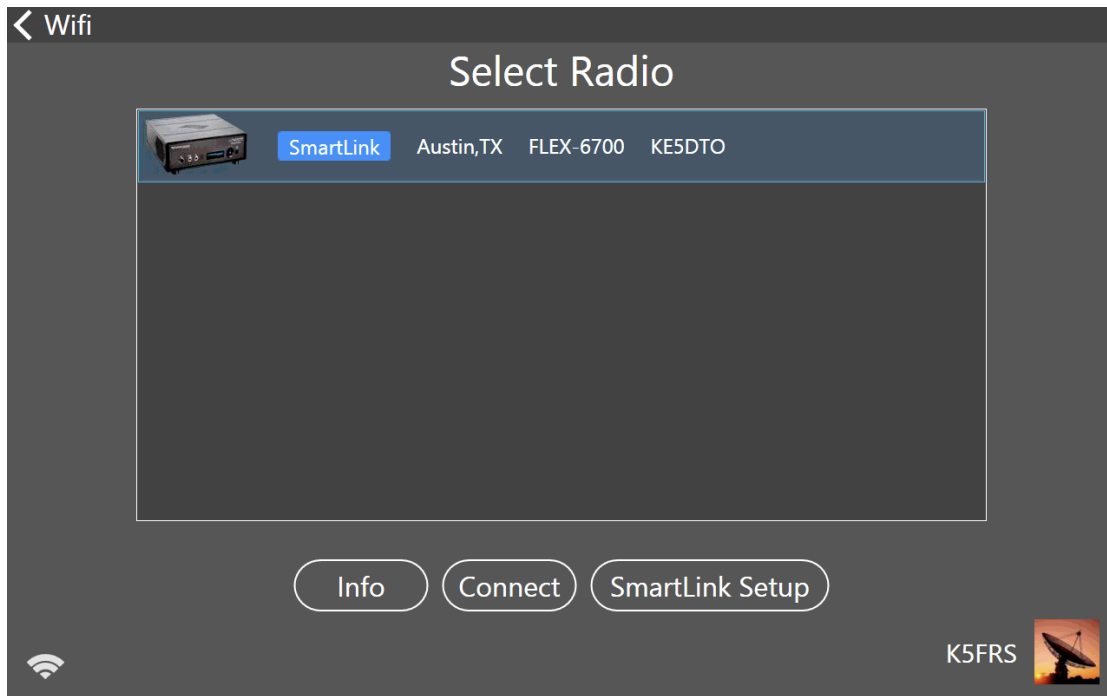 Wifi
Select Radio
SmartLink Austin,TX FLEX-6700 KE5DTO
Info Connect SmartLink Setup
K5FRS